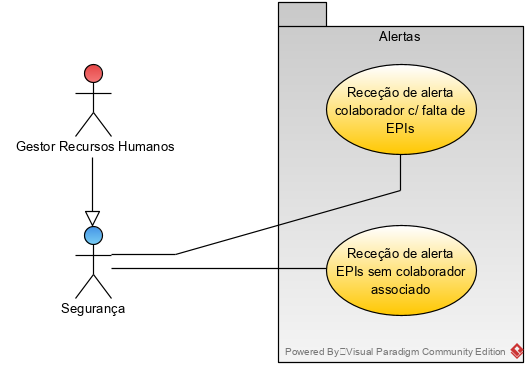 Alertas
Receção de alerta
colaborador c/ falta de
EPIs
Gestor Recursos Humanos
Receção de alerta
EPIs sem colaborador
associado
Segurança
Powered By Visual Paradigm Community Edition